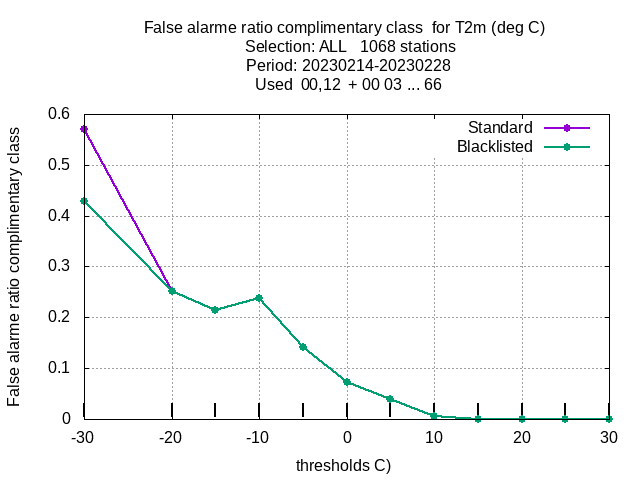 False alarme ratio complimentary class  for T2m (deg C)
Selection: ALL   1068 stations
Period: 20230214-20230228
Used  00,12  + 00 03 ... 66
Standard
Blacklisted
False alarme ratio complimentary class
0.6
0.5
0.4
0.3
0.2
0.1
0
-30 -20 -10 0 10 20 30
thresholds C)